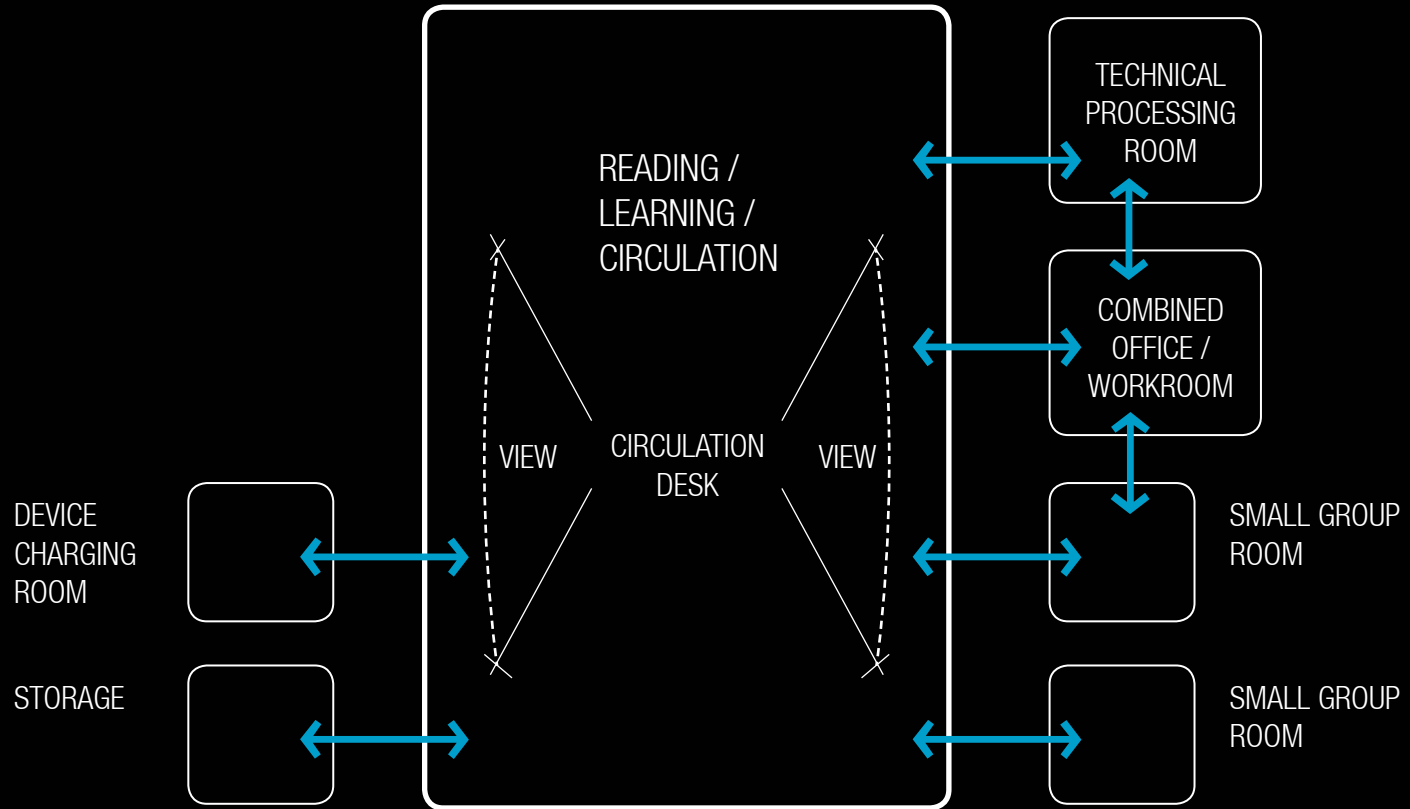 TECHNICAL
PROCESSING
ROOM
READING /
LEARNING /
CIRCULATION
COMBINED
OFFICE /
WORKROOM
VIEW
CIRCULATION
DESK
VIEW
DEVICE
CHARGING
ROOM
SMALL GROUP
ROOM
STORAGE
SMALL GROUP
ROOM